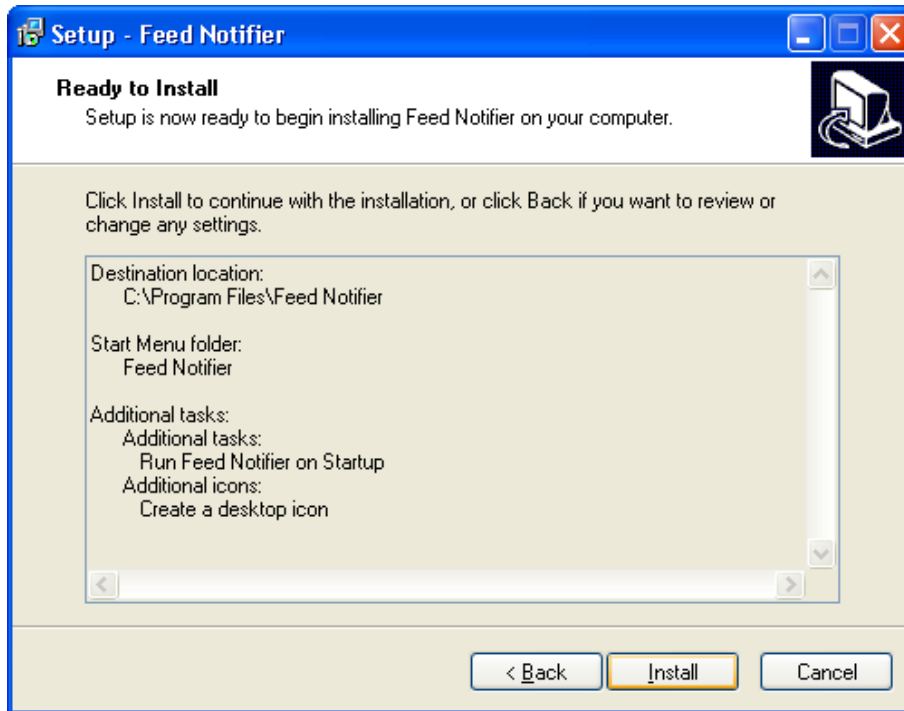 Setup - Feed Notifier
Ready to Install
Setup is now ready to begin installing Feed Notifier on your computer.
Click Install to continue with the installation, or click Back if you want to review or
change any settings.
Destination location:
C:\Program Files\Feed Notifier
Start Menu folder:
Feed Notifier
Additional tasks:
Additional tasks:
Run Feed Notifier on Startup
Additional icons:
Create a desktop icon
< Back
Install
Cancel